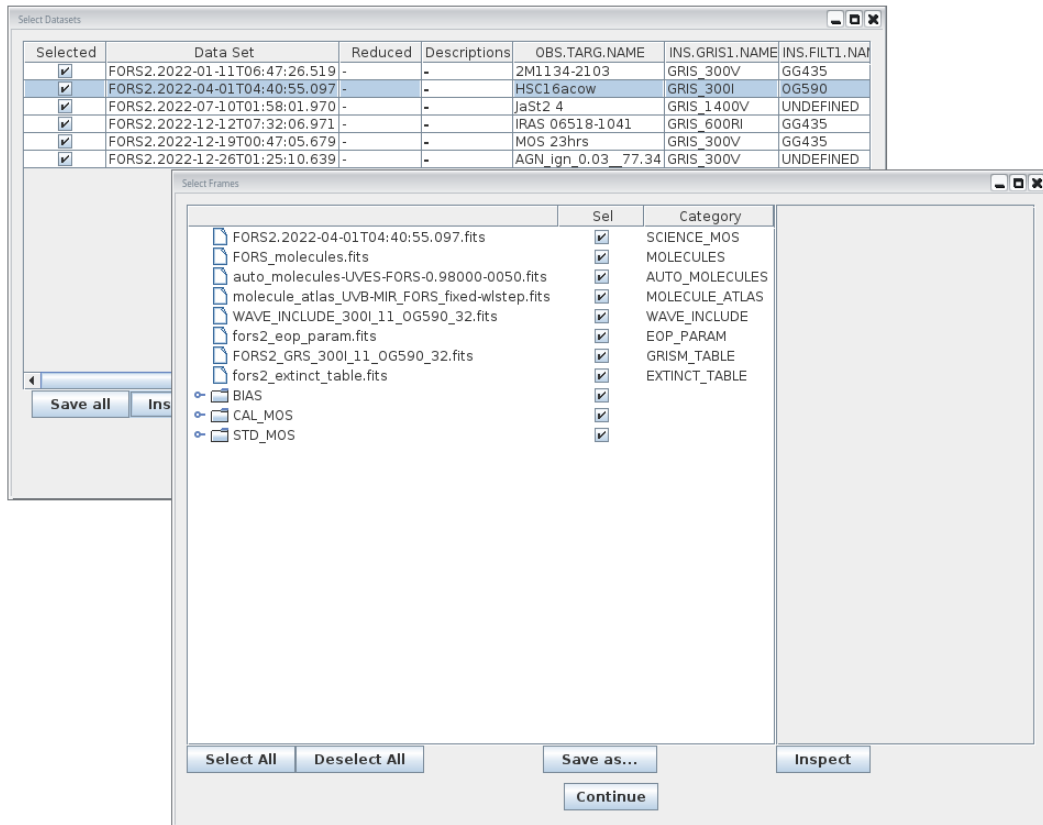 Select Datasets
Selected Data Set Reduced Descriptions OBS.TARG.NAME INS.GRIS1.NAME INS.FILT1.NAI
FORS2.2022-01-11T06:47:26.519 - - 2M1134-2103 GRIS_300V GG435
FORS2.2022-04-01T04:40:55.097 - - HSC16acow GRIS_300I OG590
FORS2.2022-07-10T01:58:01.970 - - JaSt2 4 GRIS_1400V UNDEFINED
FORS2.2022-12-12T07:32:06.971 - - IRAS 06518-1041 GRIS_600RI GG435
FORS2.2022-12-19T00:47:05.679 - - MOS 23hrs GRIS_300V GG435
FORS2.2022-12-26T01:25:10.639 - - AGN_ign_0.03__77.34 GRIS_300V UNDEFINED
Save all Ins
Select Frames
Sel Category
FORS2.2022-04-01T04:40:55.097.fits SCIENCE_MOS
FORS_molecules.fits MOLECULES
auto_molecules-UVES-FORS-0.98000-0050.fits AUTO_MOLECULES
molecule_atlas_UVB-MIR_FORS_fixed-wlstep.fits MOLECULE_ATLAS
WAVE_INCLUDE_300I_11_OG590_32.fits WAVE_INCLUDE
fors2_eop_param.fits EOP_PARAM
FORS2_GRS_300I_11_OG590_32.fits GRISM_TABLE
fors2_extinct_table.fits EXTINCT_TABLE
BIAS
CAL_MOS
STD_MOS
Select All Deselect All Save as... Inspect
Continue